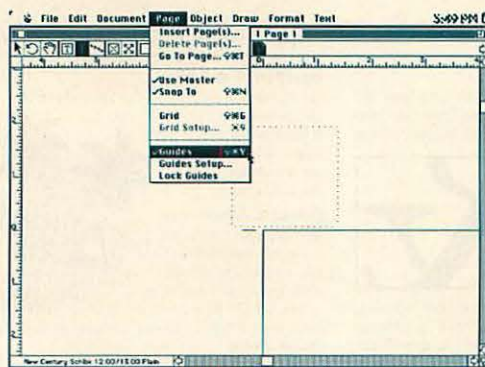 File Edit Document Page Object Draw Format Text 5:49 PM
Page 1
Insert Page(s)...
Delete Page(s)...
Go To Page... ⇧⌘T
✓Use Master
✓Snap To ⇧⌘N
Grid ⇧⌘G
Grid Setup...
✓Guides
Guides Setup...
Lock Guides
New Century Schlbk 12.00/15.00 Plain